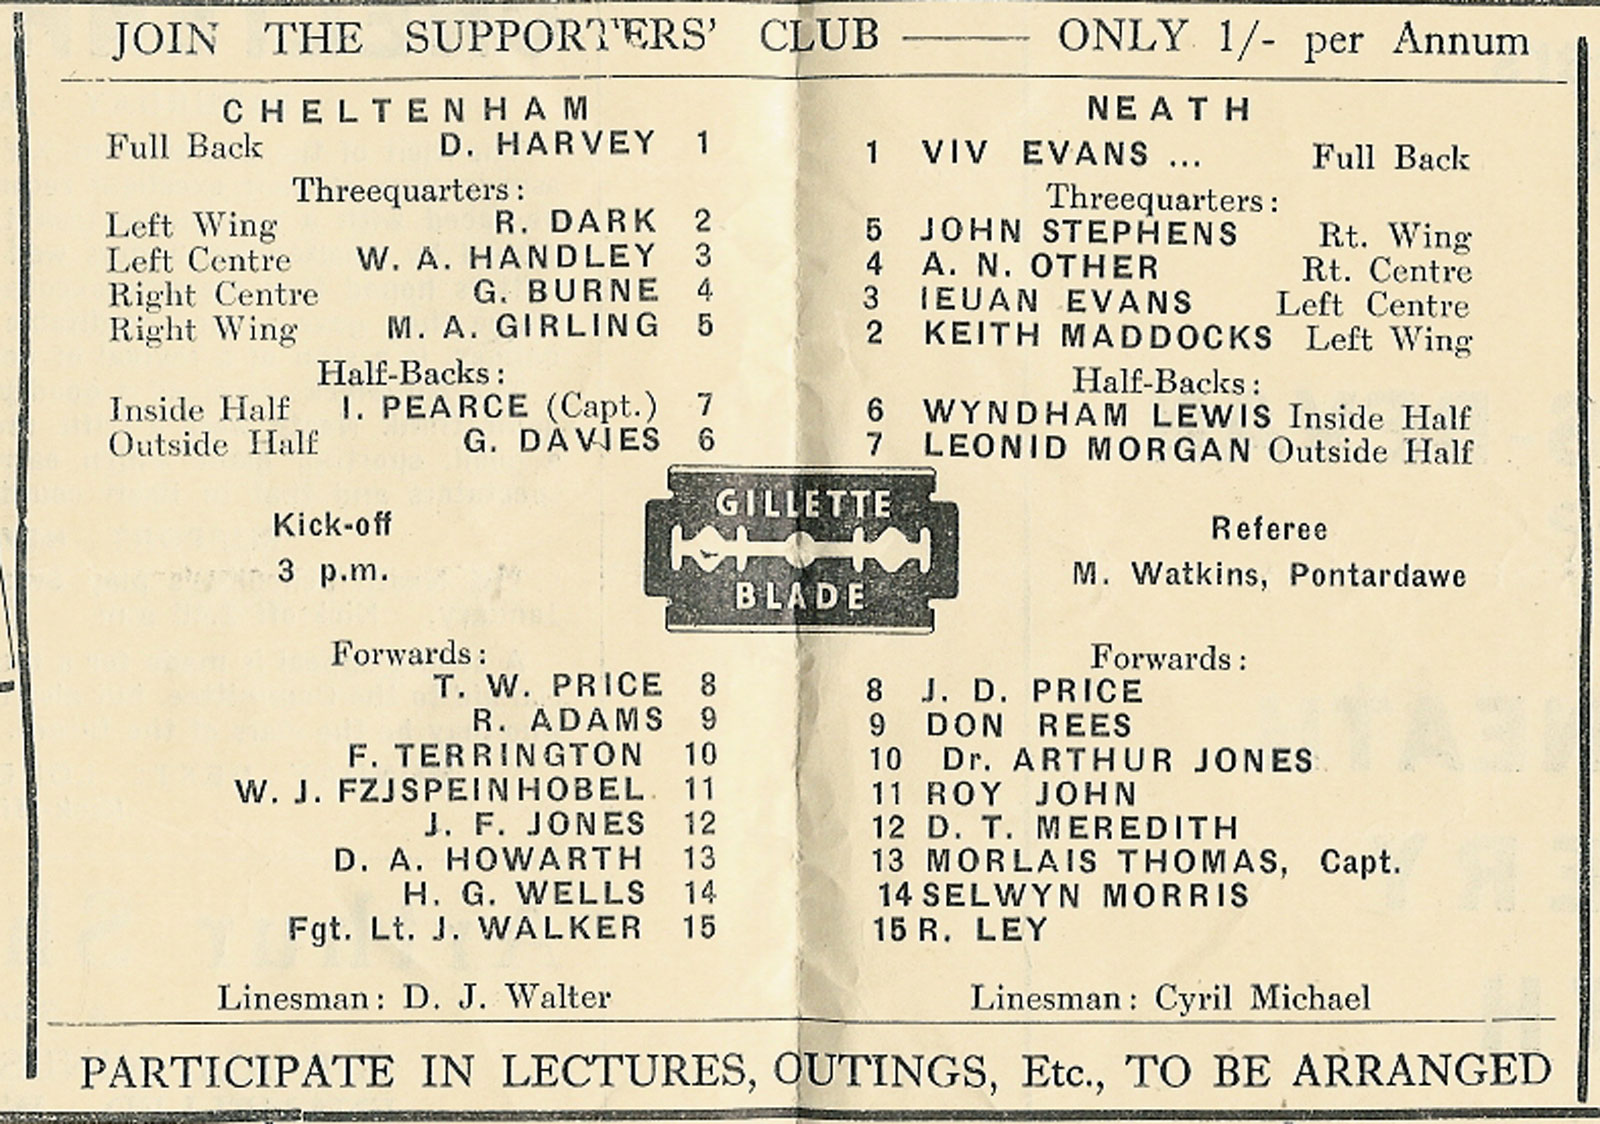 JOIN THE SUPPORTERS' CLUB —— ONLY 1/- per Annum
CHELTENHAM
Full Back D. HARVEY 1
Threequarters:
Left Wing R. DARK 2
Left Centre W. A. HANDLEY 3
Right Centre G. BURNE 4
Right Wing M. A. GIRLING 5
Half-Backs:
Inside Half I. PEARCE (Capt.) 7
Outside Half G. DAVIES 6
Kick-off
3 p.m.
Forwards:
T. W. PRICE 8
R. ADAMS 9
F. TERRINGTON 10
W. J. FZJSPEINHOBEL 11
J. F. JONES 12
D. A. HOWARTH 13
H. G. WELLS 14
Fgt. Lt. J. WALKER 15
Linesman: D. J. Walter
GILLETTE
BLADE
NEATH
1 VIV EVANS ... Full Back
Threequarters:
5 JOHN STEPHENS Rt. Wing
4 A. N. OTHER Rt. Centre
3 IEUAN EVANS Left Centre
2 KEITH MADDOCKS Left Wing
Half-Backs:
6 WYNDHAM LEWIS Inside Half
7 LEONID MORGAN Outside Half
Referee
M. Watkins, Pontardawe
Forwards:
8 J. D. PRICE
9 DON REES
10 Dr. ARTHUR JONES
11 ROY JOHN
12 D. T. MEREDITH
13 MORLAIS THOMAS, Capt.
14 SELWYN MORRIS
15 R. LEY
Linesman: Cyril Michael
PARTICIPATE IN LECTURES, OUTINGS, Etc., TO BE ARRANGED